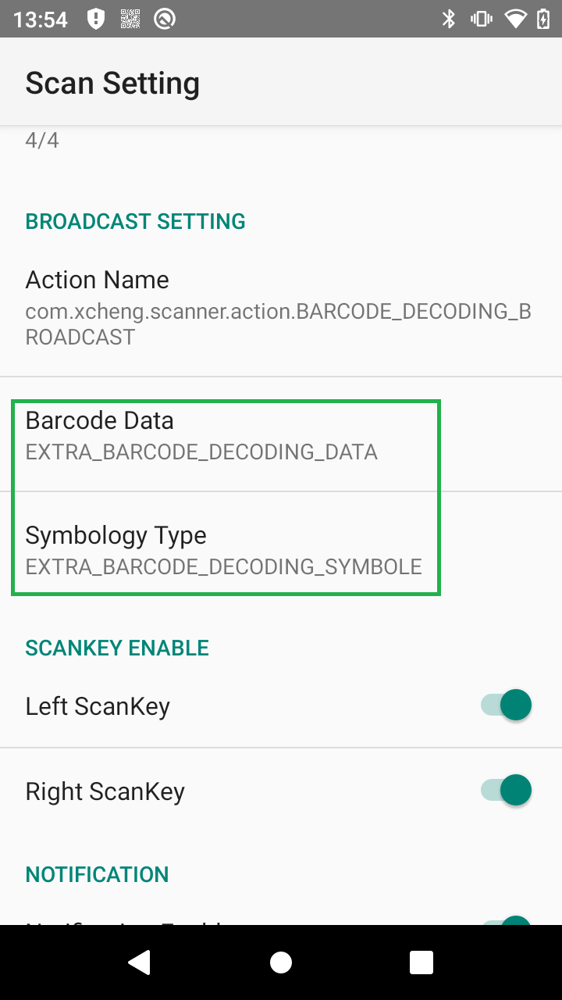 13:54
Scan Setting
4/4
BROADCAST SETTING
Action Name
com.xcheng.scanner.action.BARCODE_DECODING_B
ROADCAST
Barcode Data
EXTRA_BARCODE_DECODING_DATA
Symbology Type
EXTRA_BARCODE_DECODING_SYMBOLE
SCANKEY ENABLE
Left ScanKey
Right ScanKey
NOTIFICATION